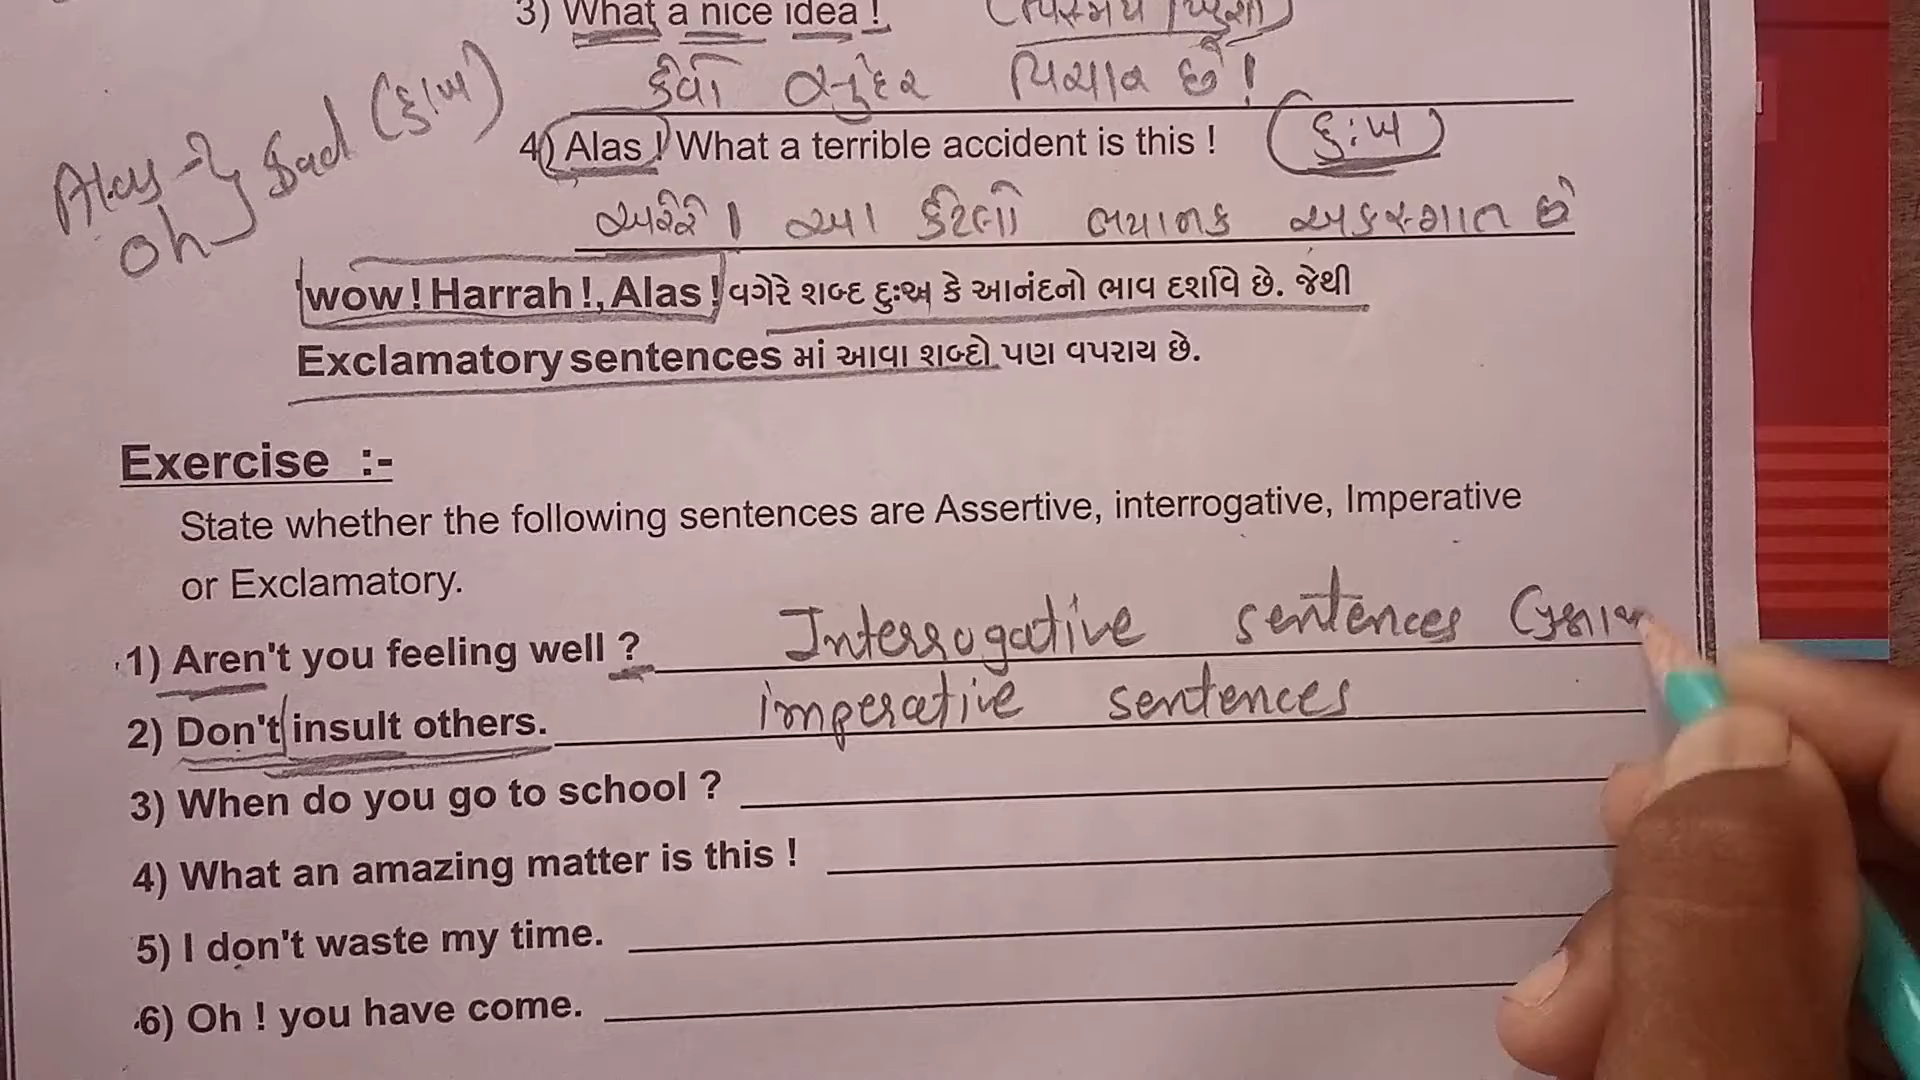 3) What a nice idea !
કેવો સુંદર વિચાર છે !
Alas
oh
Sad (દુ:ખ)
4) Alas ! What a terrible accident is this ! (દુ:ખ)
અરેરે ! આ કેટલો ભયાનક અકસ્માત છે
wow ! Harrah !, Alas ! વગેરે શબ્દ દુઃઅ કે આનંદનો ભાવ દર્શાવે છે. જેથી
Exclamatory sentences માં આવા શબ્દો પણ વપરાય છે.
Exercise :-
State whether the following sentences are Assertive, interrogative, Imperative
or Exclamatory.
1) Aren't you feeling well ? Interrogative sentences
2) Don't insult others. imperative sentences
3) When do you go to school ?
4) What an amazing matter is this !
5) I don't waste my time.
6) Oh ! you have come.